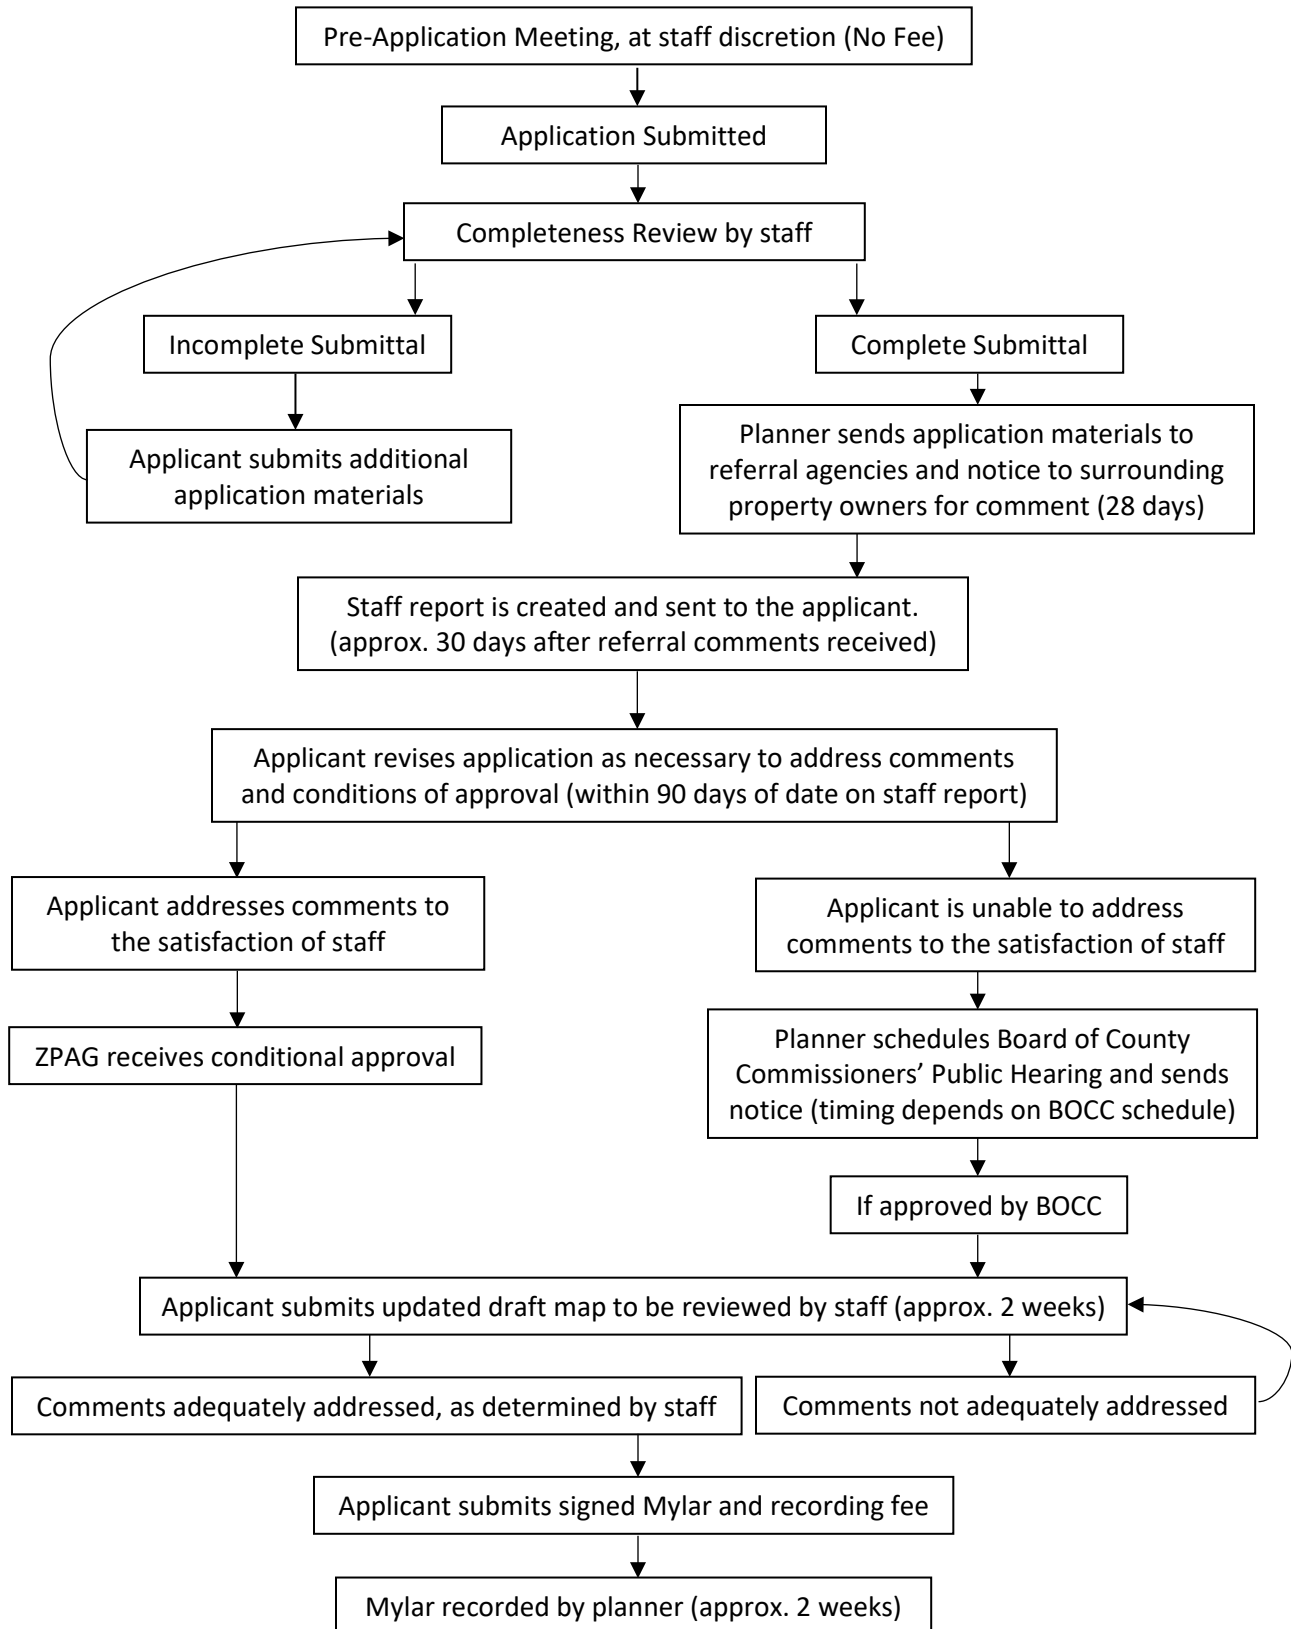 Pre-Application Meeting, at staff discretion (No Fee)
Application Submitted
Completeness Review by staff
Incomplete Submittal
Complete Submittal
Applicant submits additional
application materials
Planner sends application materials to
referral agencies and notice to surrounding
property owners for comment (28 days)
Staff report is created and sent to the applicant.
(approx. 30 days after referral comments received)
Applicant revises application as necessary to address comments
and conditions of approval (within 90 days of date on staff report)
Applicant addresses comments to
the satisfaction of staff
Applicant is unable to address
comments to the satisfaction of staff
ZPAG receives conditional approval
Planner schedules Board of County
Commissioners’ Public Hearing and sends
notice (timing depends on BOCC schedule)
If approved by BOCC
Applicant submits updated draft map to be reviewed by staff (approx. 2 weeks)
Comments adequately addressed, as determined by staff
Comments not adequately addressed
Applicant submits signed Mylar and recording fee
Mylar recorded by planner (approx. 2 weeks)